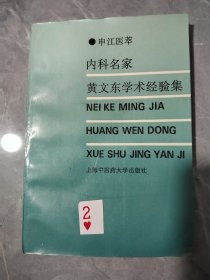 ●申江医萃
内科名家
黄文东学术经验集
NEI KE MING JIA
HUANG WEN DONG
XUE SHU JING YAN JI
上海中医药大学出版社
2